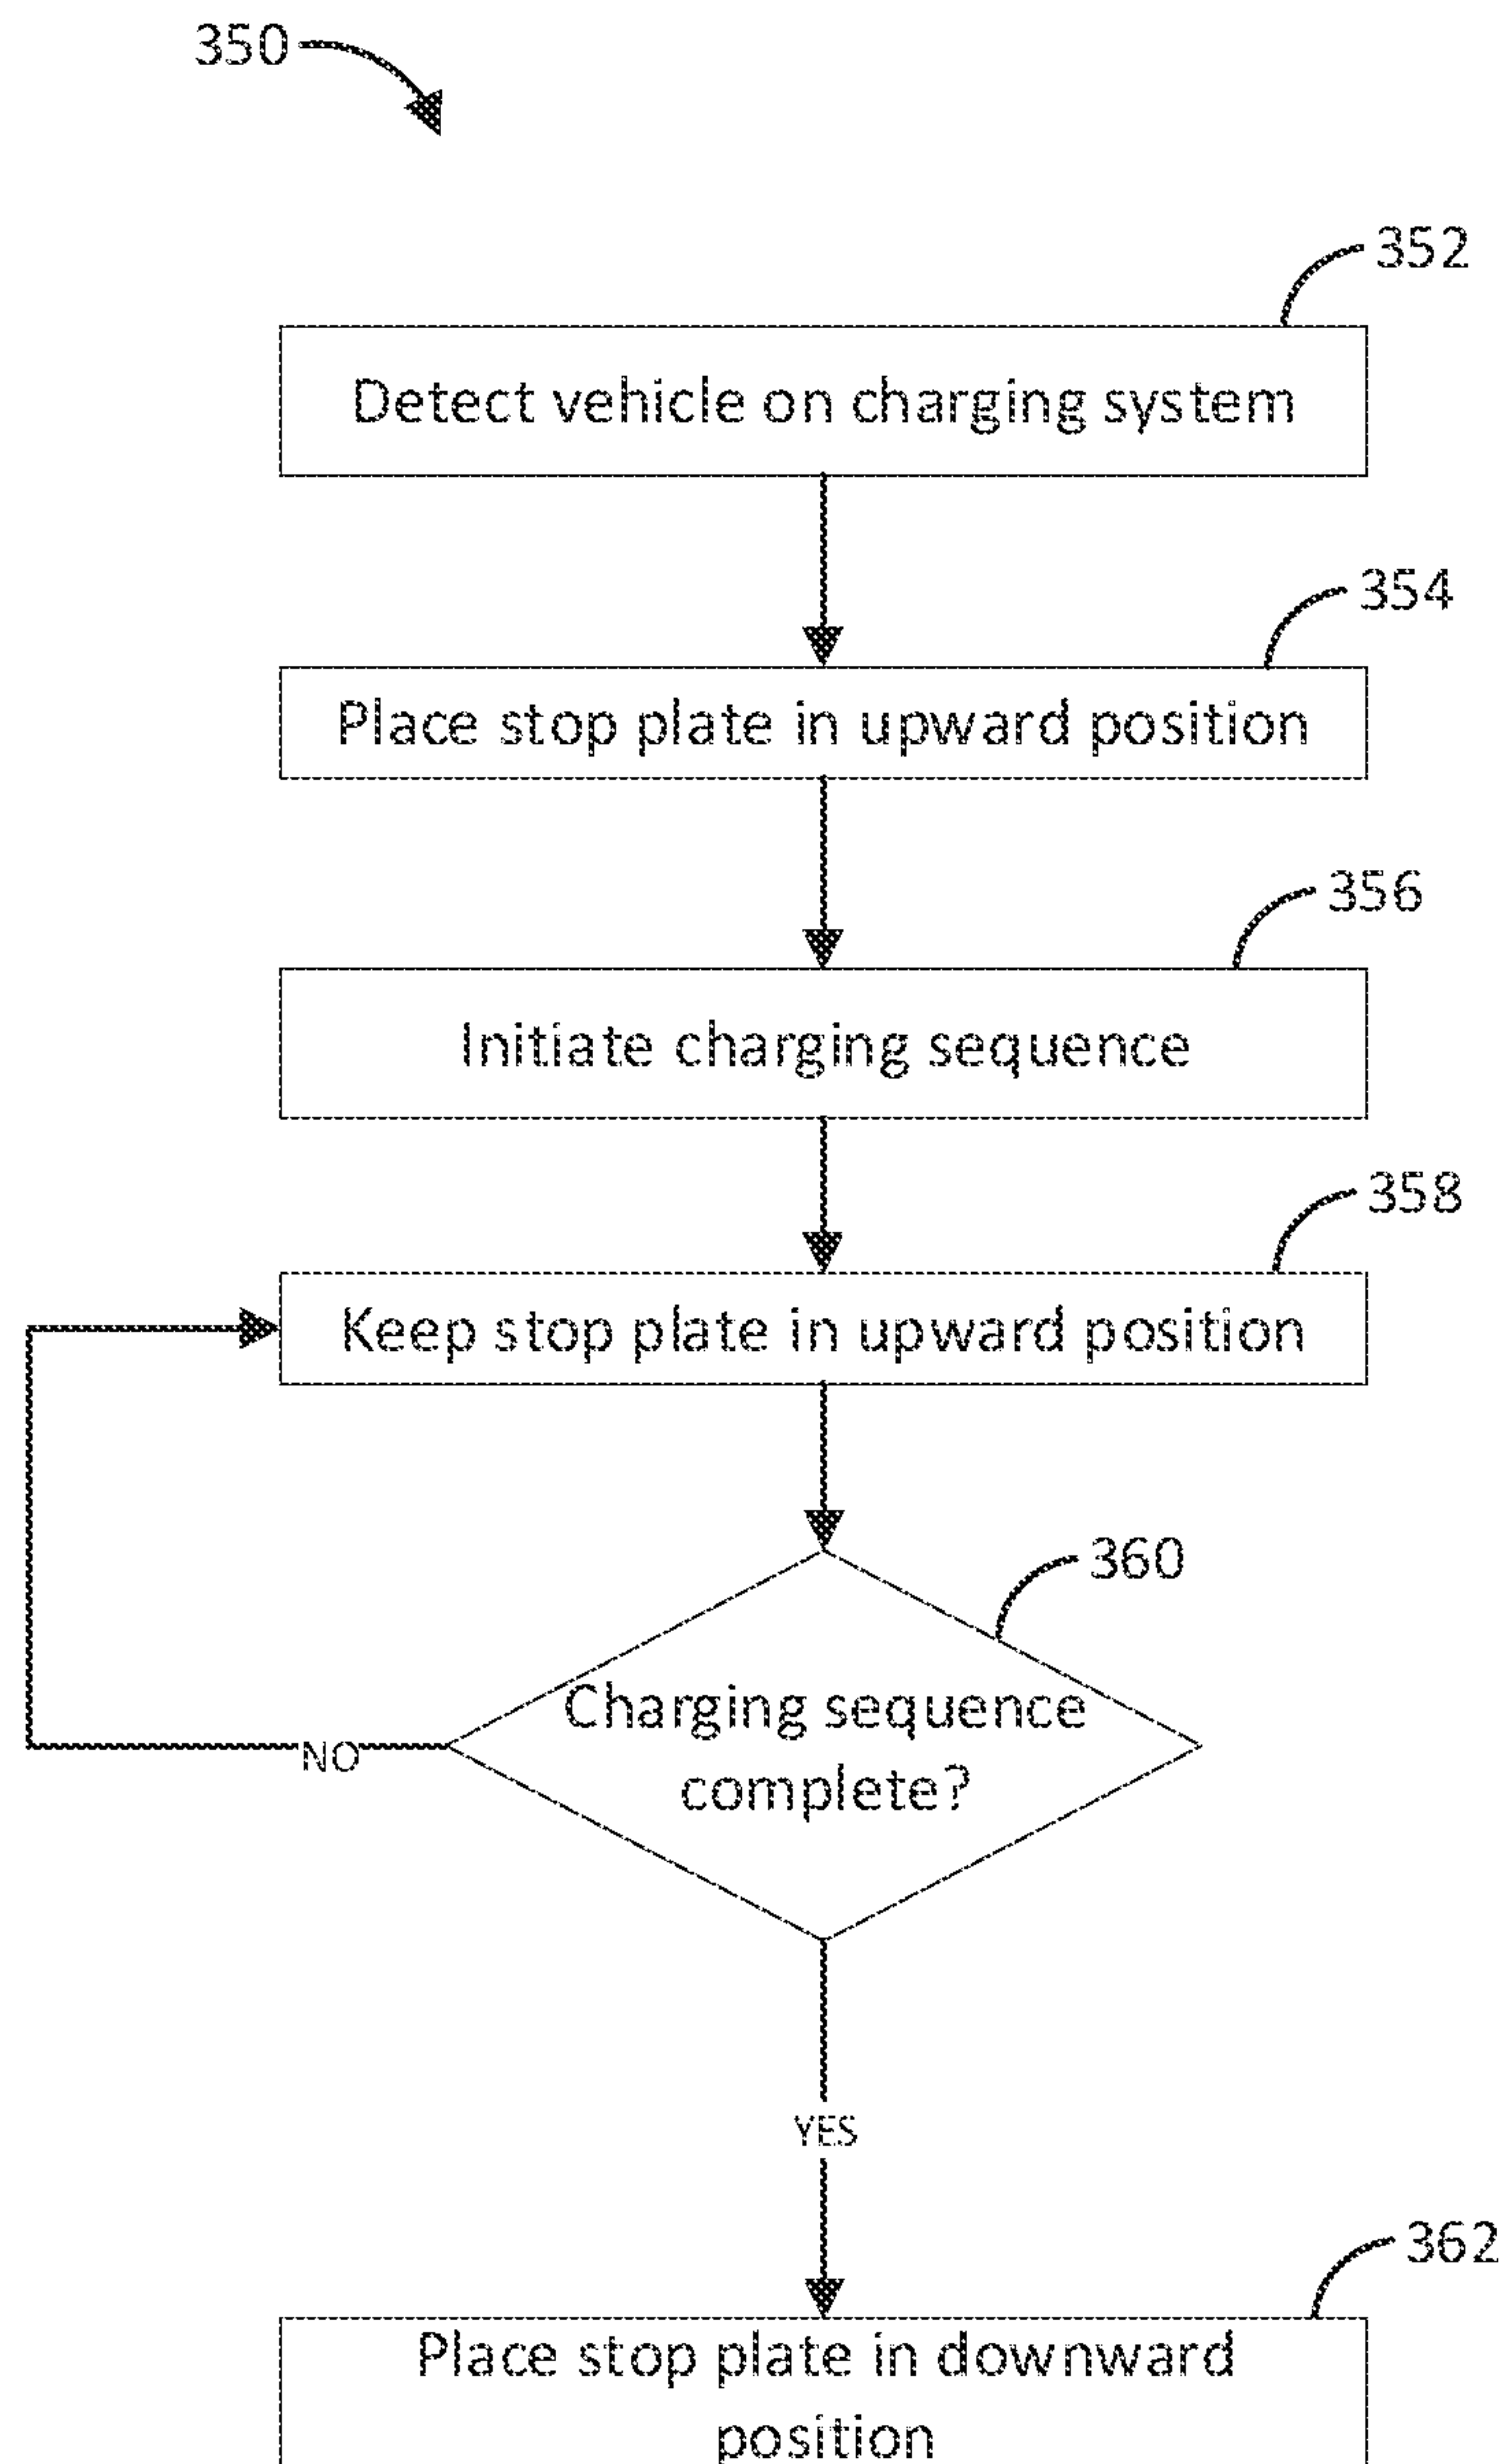 350
352
Detect vehicle on charging system
354
Place stop plate in upward position
356
Initiate charging sequence
358
Keep stop plate in upward position
360
Charging sequence
complete?
NO
YES
362
Place stop plate in downward
position